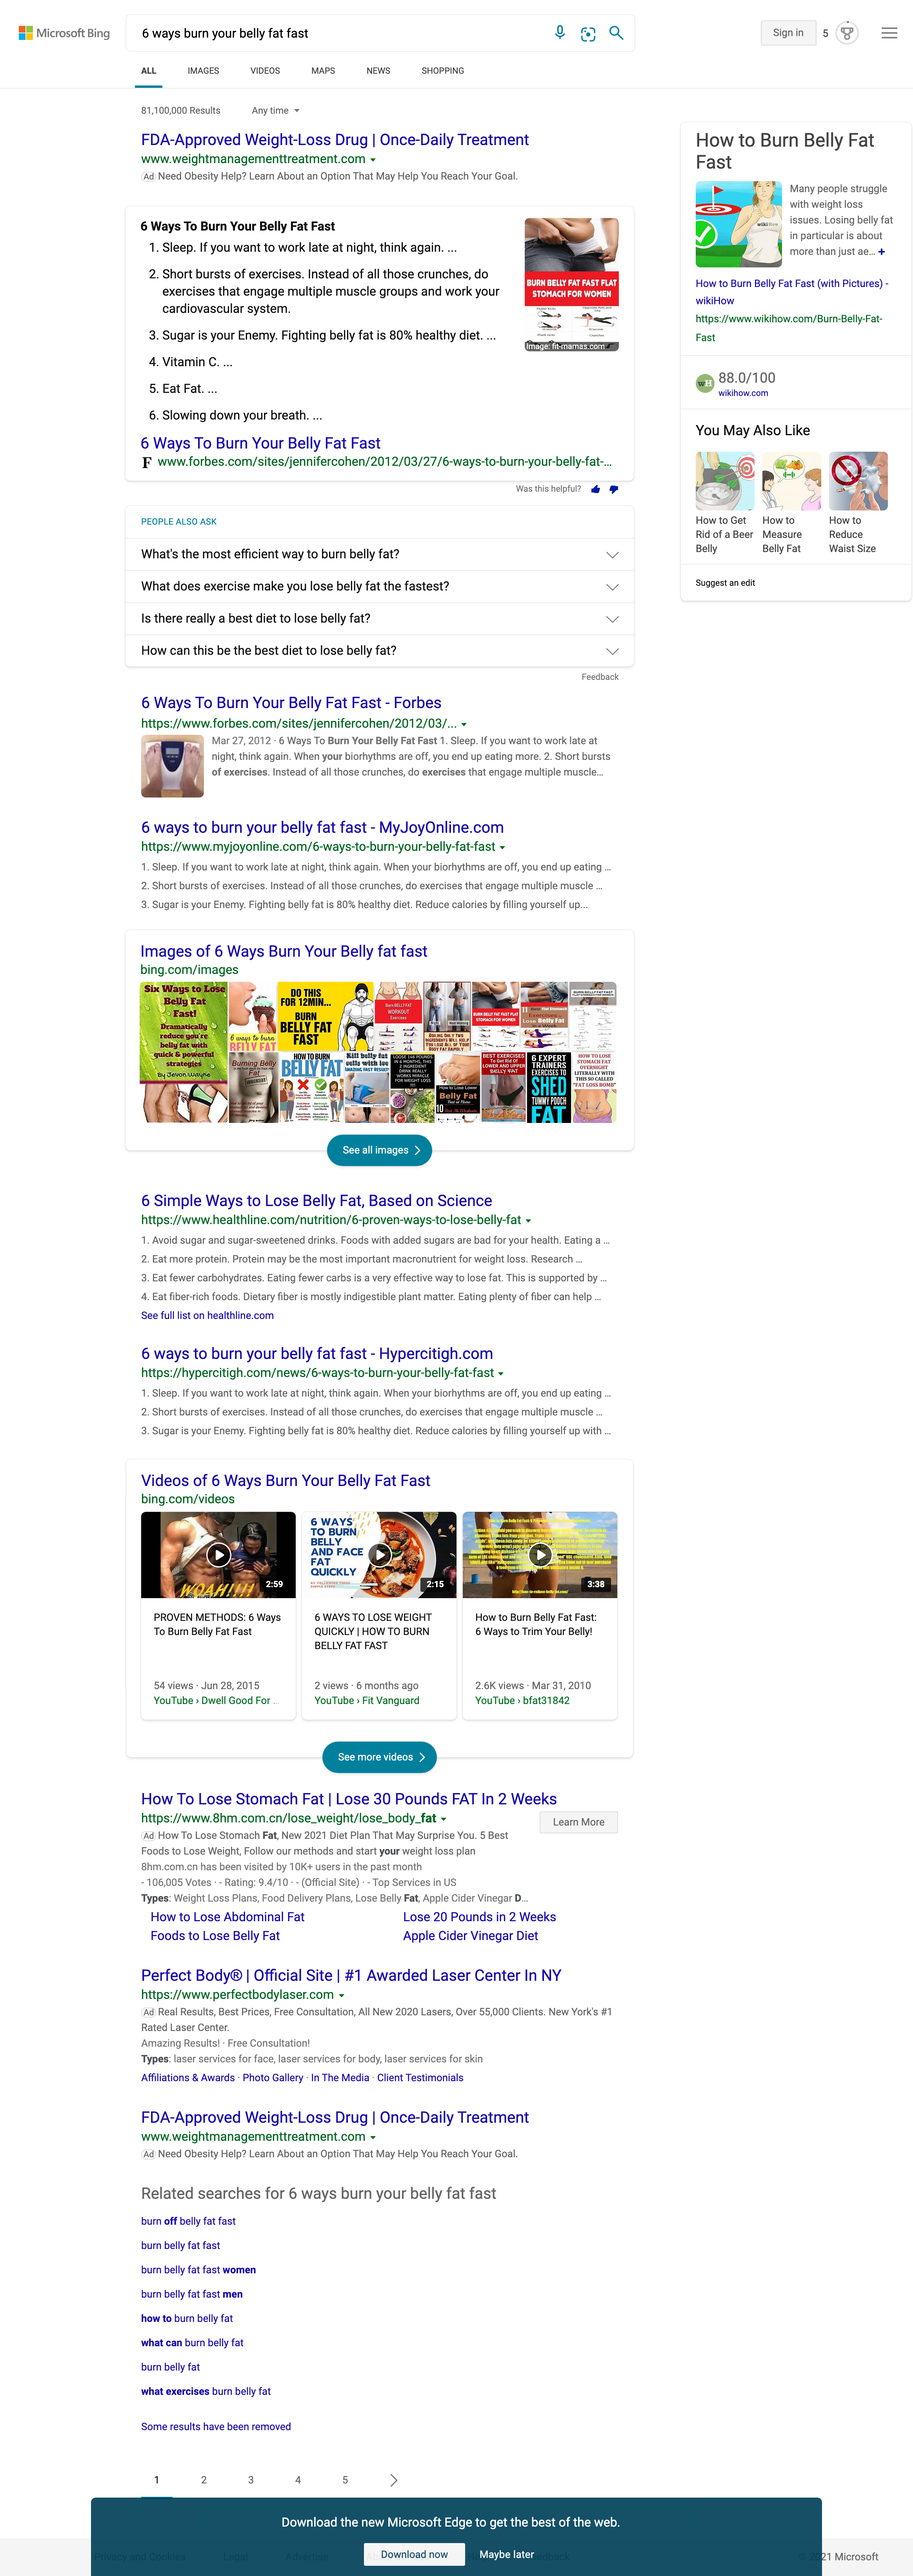 Microsoft Bing
6 ways burn your belly fat fast
Sign in
5
ALL
IMAGES
VIDEOS
MAPS
NEWS
SHOPPING
81,100,000 Results
Any time
FDA-Approved Weight-Loss Drug | Once-Daily Treatment
www.weightmanagementtreatment.com
Ad Need Obesity Help? Learn About an Option That May Help You Reach Your Goal.
6 Ways To Burn Your Belly Fat Fast
1. Sleep. If you want to work late at night, think again. ...
2. Short bursts of exercises. Instead of all those crunches, do
exercises that engage multiple muscle groups and work your
cardiovascular system.
3. Sugar is your Enemy. Fighting belly fat is 80% healthy diet. ...
4. Vitamin C. ...
5. Eat Fat. ...
6. Slowing down your breath. ...
BURN BELLY FAT FAST FLAT
STOMACH FOR WOMEN
Image: fit-mamas.com
6 Ways To Burn Your Belly Fat Fast
F www.forbes.com/sites/jennifercohen/2012/03/27/6-ways-to-burn-your-belly-fat-...
Was this helpful?
PEOPLE ALSO ASK
What's the most efficient way to burn belly fat?
What does exercise make you lose belly fat the fastest?
Is there really a best diet to lose belly fat?
How can this be the best diet to lose belly fat?
Feedback
6 Ways To Burn Your Belly Fat Fast - Forbes
https://www.forbes.com/sites/jennifercohen/2012/03/...
Mar 27, 2012 · 6 Ways To Burn Your Belly Fat Fast 1. Sleep. If you want to work late at
night, think again. When your biorhythms are off, you end up eating more. 2. Short bursts
of exercises. Instead of all those crunches, do exercises that engage multiple muscle...
6 ways to burn your belly fat fast - MyJoyOnline.com
https://www.myjoyonline.com/6-ways-to-burn-your-belly-fat-fast
1. Sleep. If you want to work late at night, think again. When your biorhythms are off, you end up eating ...
2. Short bursts of exercises. Instead of all those crunches, do exercises that engage multiple muscle ...
3. Sugar is your Enemy. Fighting belly fat is 80% healthy diet. Reduce calories by filling yourself up...
Images of 6 Ways Burn Your Belly fat fast
bing.com/images
Six Ways to Lose
Belly Fat
Fast!
Dramatically
reduce you're
belly fat with
quick & powerful
strategies
By Jevon Wayne
6 ways to burn
BELLY FAT
DO THIS
FOR 12MIN...
BURN
BELLY FAT
FAST
Burn BELLY FAT
WORKOUT
BURN BELLY FAT FAST FLAT
STOMACH FOR WOMEN
11
Lose Belly Fat
Burning Belly
HOW TO BURN
BELLY FAT
Kill belly fat
How to Lose Lower
Belly Fat
10
BEST EXERCISES
TO GET RID OF
LOWER AND UPPER
BELLY FAT
6 EXPERT
TRAINERS
EXERCISES
TO
SHED
TUMMY POOCH
FAT
HOW TO LOSE
STOMACH FAT
OVERNIGHT
LITERALLY WITH
THIS SO CALLED
"FAT LOSS BOMB"
See all images
6 Simple Ways to Lose Belly Fat, Based on Science
https://www.healthline.com/nutrition/6-proven-ways-to-lose-belly-fat
1. Avoid sugar and sugar-sweetened drinks. Foods with added sugars are bad for your health. Eating a ...
2. Eat more protein. Protein may be the most important macronutrient for weight loss. Research ...
3. Eat fewer carbohydrates. Eating fewer carbs is a very effective way to lose fat. This is supported by ...
4. Eat fiber-rich foods. Dietary fiber is mostly indigestible plant matter. Eating plenty of fiber can help ...
See full list on healthline.com
6 ways to burn your belly fat fast - Hypercitigh.com
https://hypercitigh.com/news/6-ways-to-burn-your-belly-fat-fast
1. Sleep. If you want to work late at night, think again. When your biorhythms are off, you end up eating ...
2. Short bursts of exercises. Instead of all those crunches, do exercises that engage multiple muscle ...
3. Sugar is your Enemy. Fighting belly fat is 80% healthy diet. Reduce calories by filling yourself up with ...
Videos of 6 Ways Burn Your Belly Fat Fast
bing.com/videos
WOAH!!!!
2:59
PROVEN METHODS: 6 Ways
To Burn Belly Fat Fast
54 views · Jun 28, 2015
YouTube › Dwell Good For ...
6 WAYS
TO BURN
BELLY
AND FACE
FAT
QUICKLY
2:15
6 WAYS TO LOSE WEIGHT
QUICKLY | HOW TO BURN
BELLY FAT FAST
2 views · 6 months ago
YouTube › Fit Vanguard
3:38
How to Burn Belly Fat Fast:
6 Ways to Trim Your Belly!
2.6K views · Mar 31, 2010
YouTube › bfat31842
See more videos
How To Lose Stomach Fat | Lose 30 Pounds FAT In 2 Weeks
https://www.8hm.com.cn/lose_weight/lose_body_fat
Learn More
Ad How To Lose Stomach Fat, New 2021 Diet Plan That May Surprise You. 5 Best
Foods to Lose Weight, Follow our methods and start your weight loss plan
8hm.com.cn has been visited by 10K+ users in the past month
- 106,005 Votes · - Rating: 9.4/10 · - (Official Site) · - Top Services in US
Types: Weight Loss Plans, Food Delivery Plans, Lose Belly Fat, Apple Cider Vinegar D...
How to Lose Abdominal Fat
Lose 20 Pounds in 2 Weeks
Foods to Lose Belly Fat
Apple Cider Vinegar Diet
Perfect Body® | Official Site | #1 Awarded Laser Center In NY
https://www.perfectbodylaser.com
Ad Real Results, Best Prices, Free Consultation, All New 2020 Lasers, Over 55,000 Clients. New York's #1
Rated Laser Center.
Amazing Results! · Free Consultation!
Types: laser services for face, laser services for body, laser services for skin
Affiliations & Awards · Photo Gallery · In The Media · Client Testimonials
FDA-Approved Weight-Loss Drug | Once-Daily Treatment
www.weightmanagementtreatment.com
Ad Need Obesity Help? Learn About an Option That May Help You Reach Your Goal.
Related searches for 6 ways burn your belly fat fast
burn off belly fat fast
burn belly fat fast
burn belly fat fast women
burn belly fat fast men
how to burn belly fat
what can burn belly fat
burn belly fat
what exercises burn belly fat
Some results have been removed
1
2
3
4
5
How to Burn Belly Fat
Fast
wikiHow
Many people struggle
with weight loss
issues. Losing belly fat
in particular is about
more than just ae... +
How to Burn Belly Fat Fast (with Pictures) -
wikiHow
https://www.wikihow.com/Burn-Belly-Fat-
Fast
wH
88.0/100
wikihow.com
You May Also Like
How to Get
Rid of a Beer
Belly
How to
Measure
Belly Fat
How to
Reduce
Waist Size
Suggest an edit
Download the new Microsoft Edge to get the best of the web.
Download now
Maybe later
Privacy and Cookies
Legal
Advertise
21 Microsoft